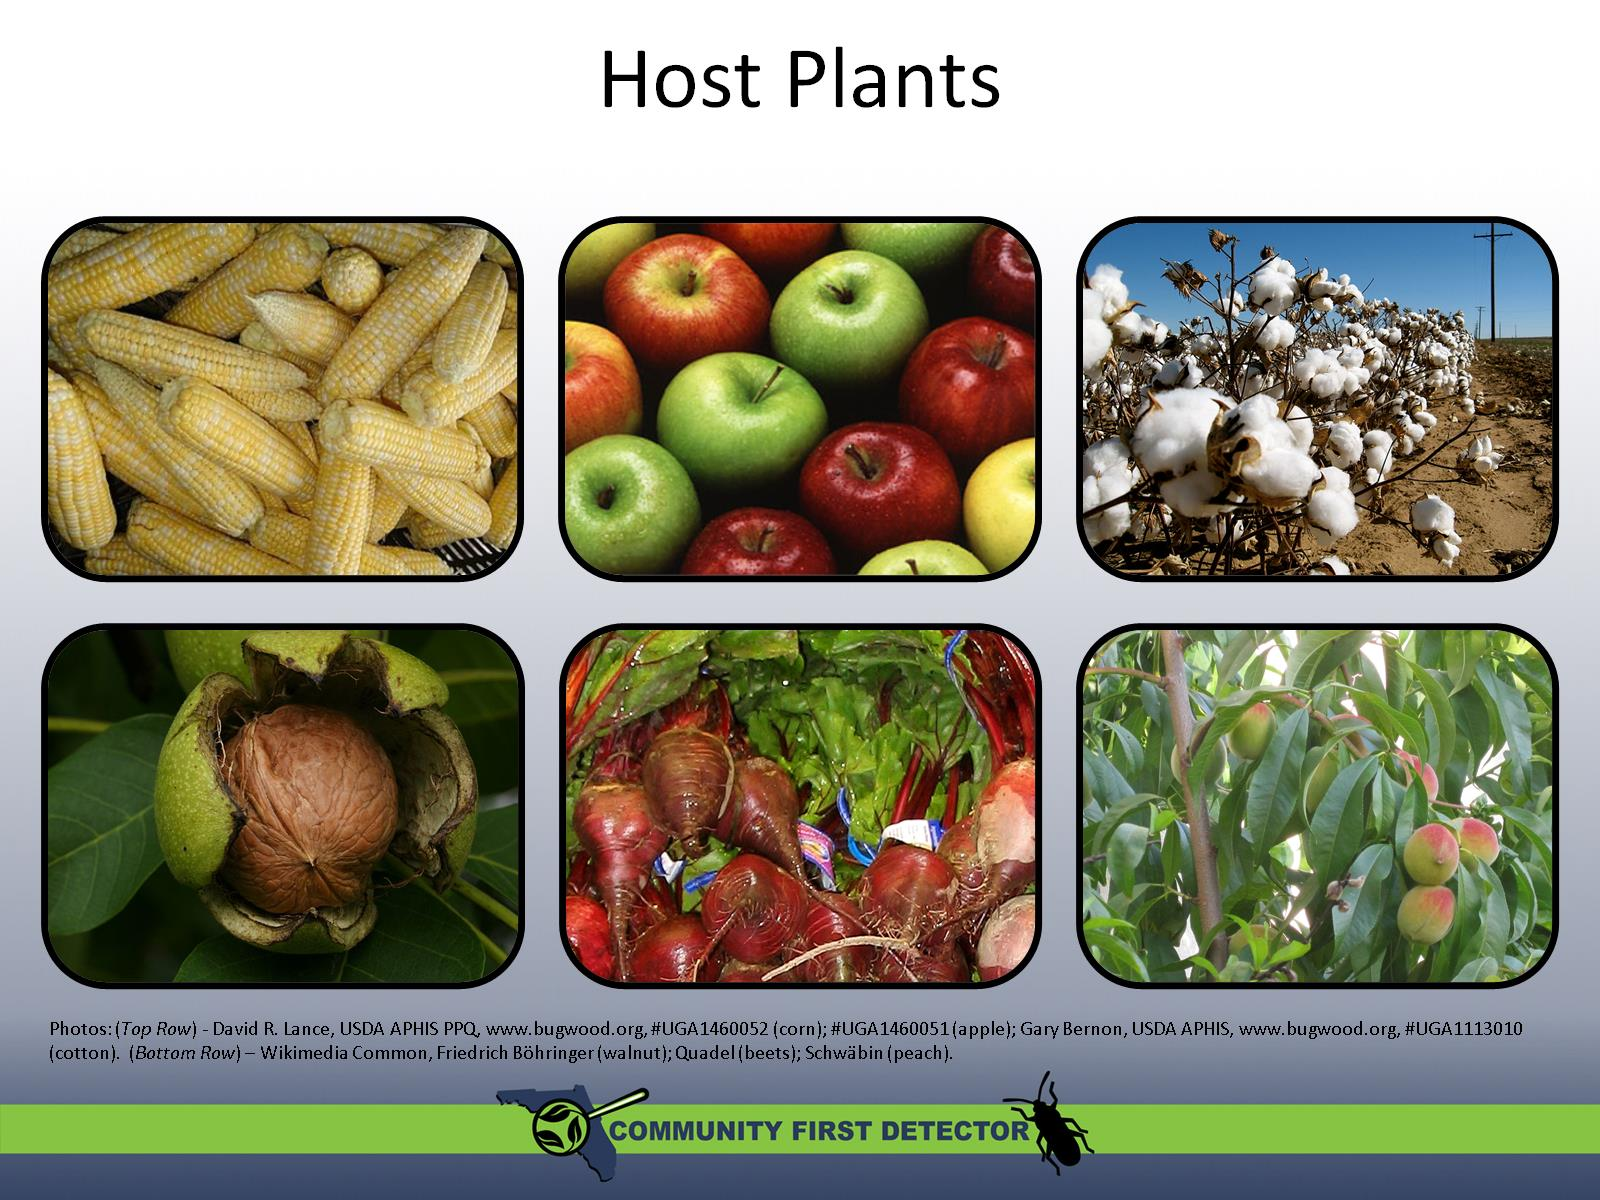 Host Plants
Photos: (Top Row) - David R. Lance, USDA APHIS PPQ, www.bugwood.org, #UGA1460052 (corn); #UGA1460051 (apple); Gary Bernon, USDA APHIS, www.bugwood.org, #UGA1113010
(cotton).  (Bottom Row) – Wikimedia Common, Friedrich Böhringer (walnut); Quadel (beets); Schwäbin (peach).
COMMUNITY FIRST DETECTOR